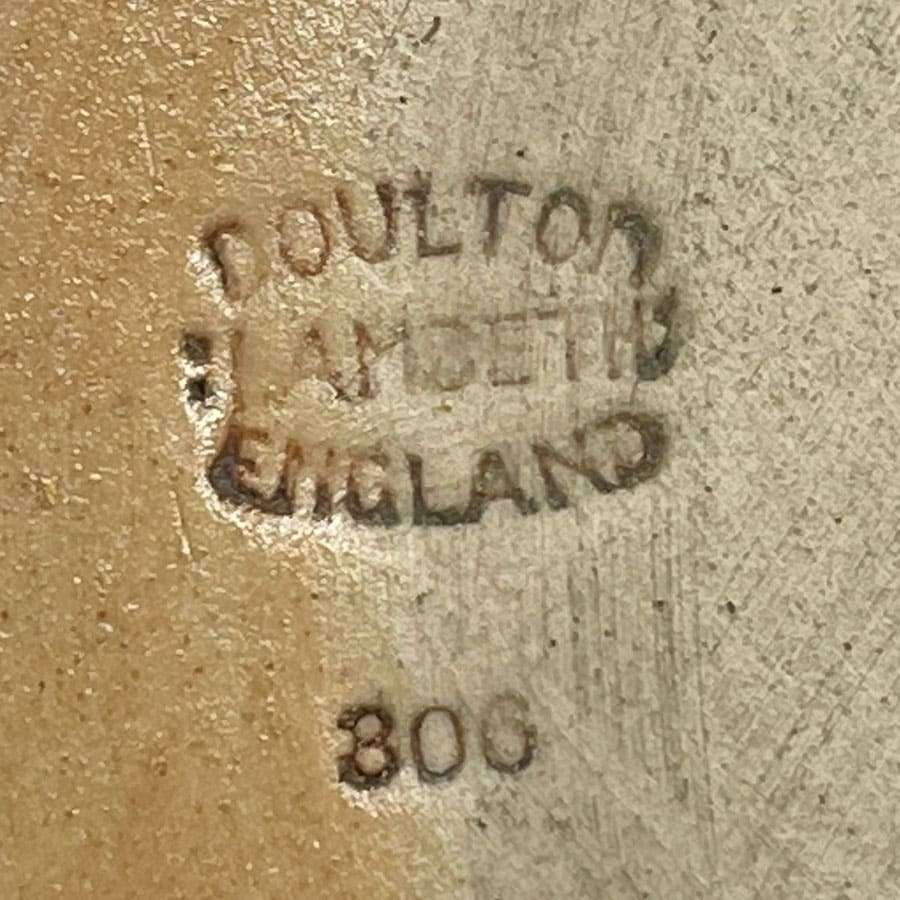 DOULTON
LAMBETH
ENGLAND
806